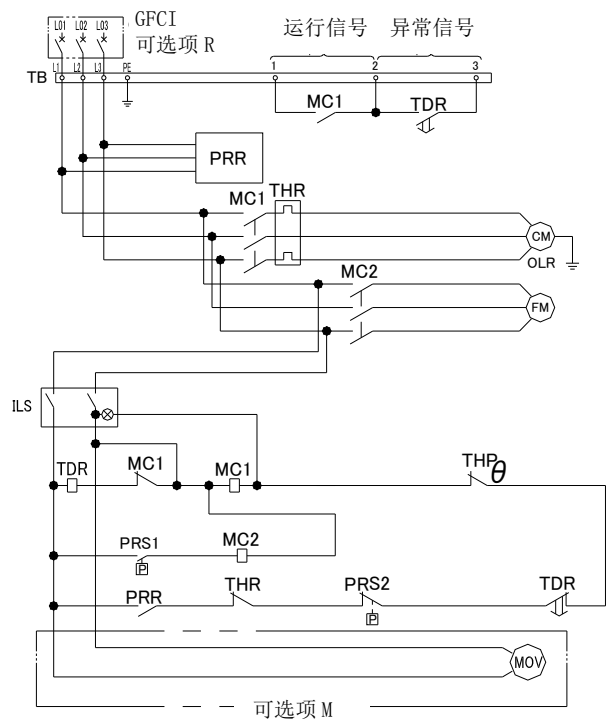 GFCI
可选项 R
L01 L02 L03
L1 L2 L3 PE
TB
运行信号 异常信号
1 2 3
MC1 TDR
PRR
MC1 THR
CM
OLR
MC2
FM
ILS
TDR MC1 MC1 THP θ
PRS1 MC2
P
PRR THR PRS2 TDR
P
MOV
可选项 M